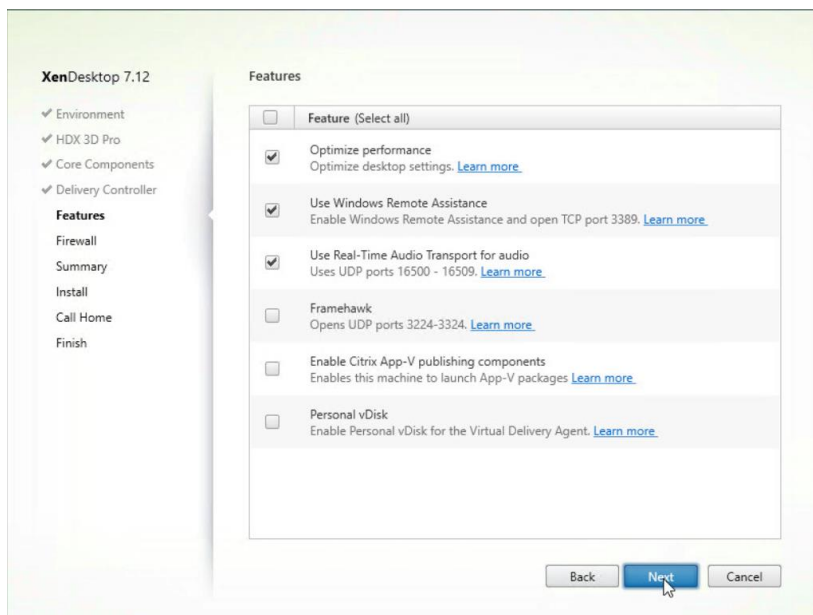 XenDesktop 7.12
Environment
HDX 3D Pro
Core Components
Delivery Controller
Features
Firewall
Summary
Install
Call Home
Finish
Features
Feature (Select all)
Optimize performance
Optimize desktop settings. Learn more
Use Windows Remote Assistance
Enable Windows Remote Assistance and open TCP port 3389. Learn more
Use Real-Time Audio Transport for audio
Uses UDP ports 16500 - 16509. Learn more
Framehawk
Opens UDP ports 3224-3324. Learn more
Enable Citrix App-V publishing components
Enables this machine to launch App-V packages Learn more
Personal vDisk
Enable Personal vDisk for the Virtual Delivery Agent. Learn more
Back Next Cancel